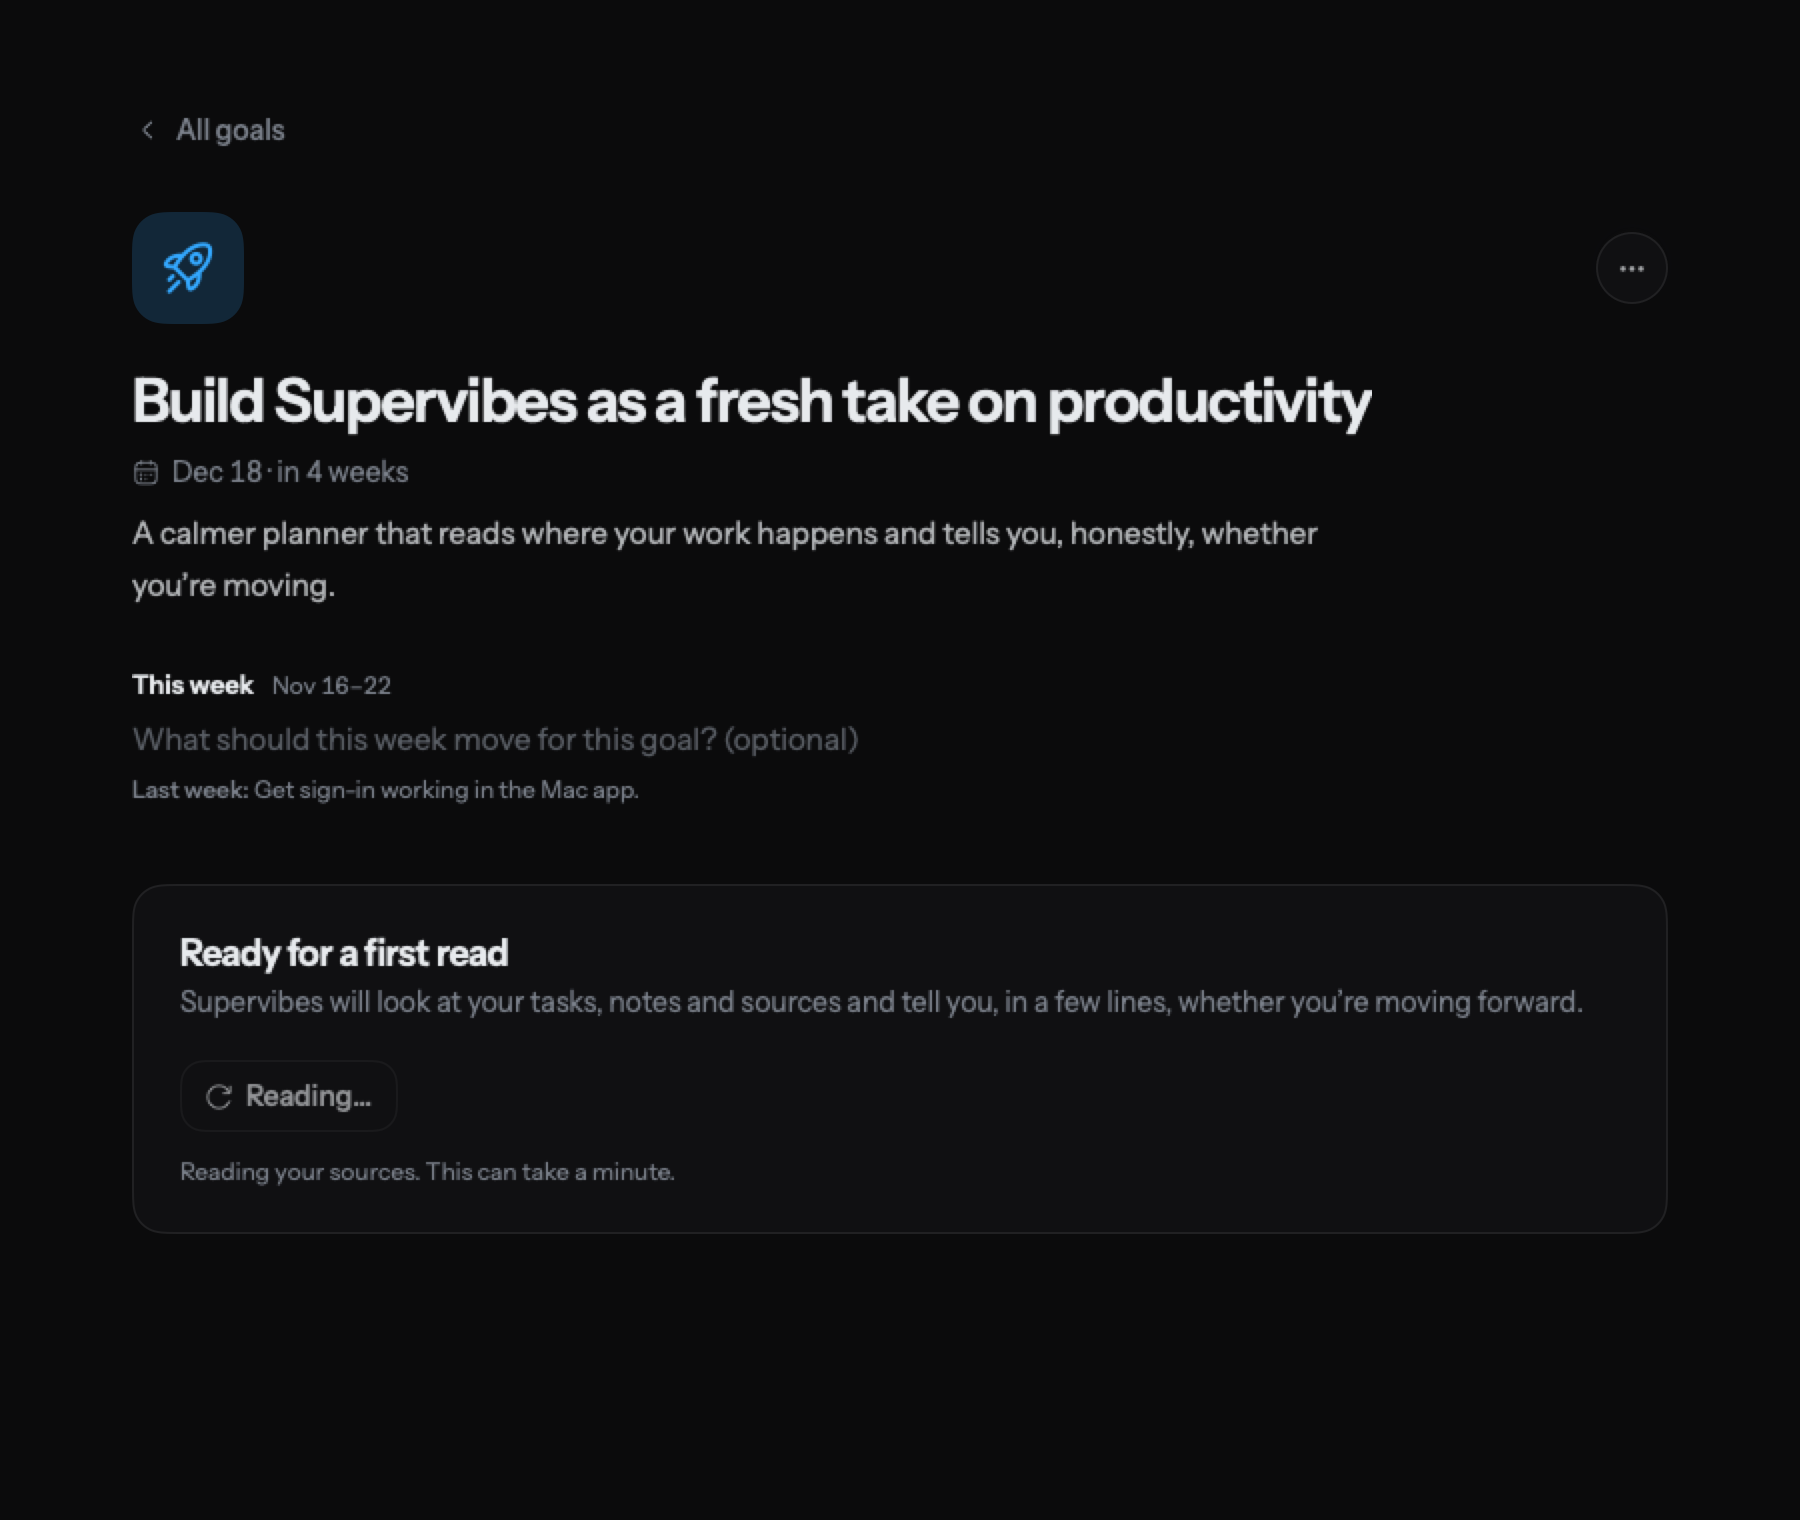 All goals
Build Supervibes as a fresh take on productivity
Dec 18 · in 4 weeks
A calmer planner that reads where your work happens and tells you, honestly, whether
you’re moving.
This week Nov 16–22
What should this week move for this goal? (optional)
Last week: Get sign-in working in the Mac app.
Ready for a first read
Supervibes will look at your tasks, notes and sources and tell you, in a few lines, whether you’re moving forward.
Reading…
Reading your sources. This can take a minute.